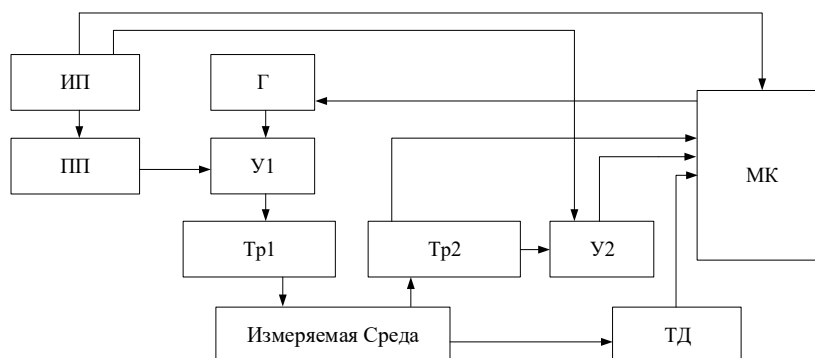 ИП
Г
ПП
У1
МК
Тр1
Тр2
У2
Измеряемая Среда
ТД